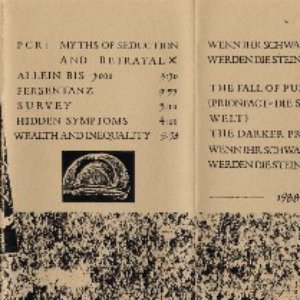 PCR: MYTHS OF SEDUCTION
AND BETRAYAL X
ALLEIN BIS
FERSENTANZ
SURVEY
HIDDEN SYMPTOMS
WEALTH AND INEQUALITY
WENN IHR SCHWA
WERDEN DIE STEIN
THE FALL OF PU
(PRIONFACT - DIE S
WELT)
THE DARKER PR
WENN IHR SCHWA
WERDEN DIE STEIN
1988